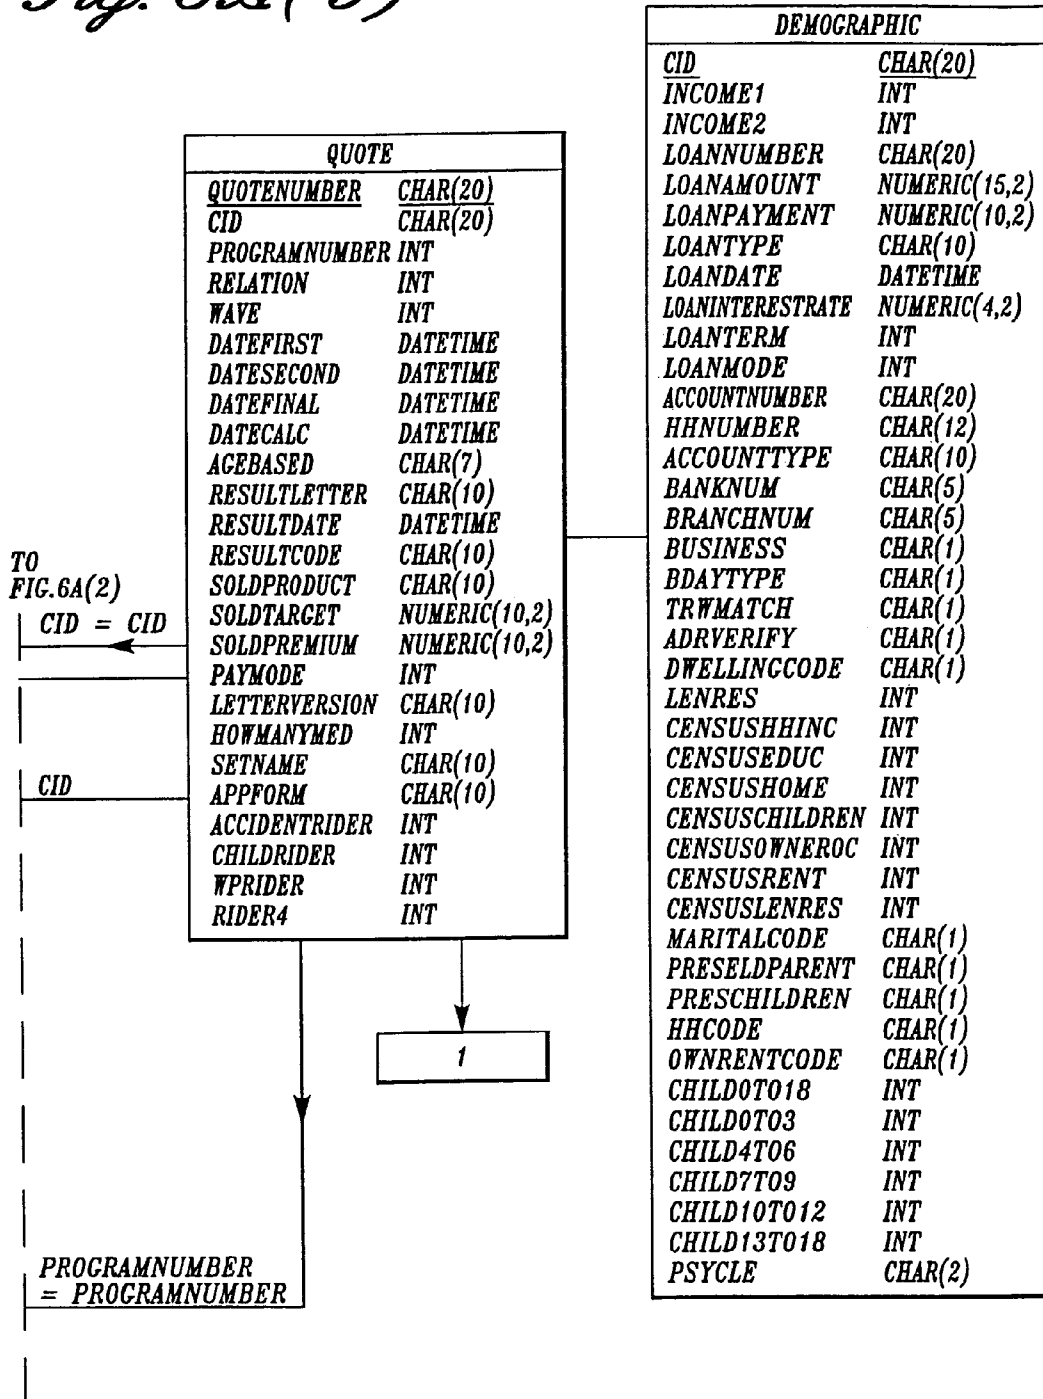 DEMOGRAPHIC
CID CHAR(20)
INCOME1 INT
INCOME2 INT
LOANNUMBER CHAR(20)
LOANAMOUNT NUMERIC(15,2)
LOANPAYMENT NUMERIC(10,2)
LOANTYPE CHAR(10)
LOANDATE DATETIME
LOANINTERESTRATE NUMERIC(4,2)
LOANTERM INT
LOANMODE INT
ACCOUNTNUMBER CHAR(20)
HHNUMBER CHAR(12)
ACCOUNTTYPE CHAR(10)
BANKNUM CHAR(5)
BRANCHNUM CHAR(5)
BUSINESS CHAR(1)
BDAYTYPE CHAR(1)
TRWMATCH CHAR(1)
ADRVERIFY CHAR(1)
DWELLINGCODE CHAR(1)
LENRES INT
CENSUSHHINC INT
CENSUSEDUC INT
CENSUSHOME INT
CENSUSCHILDREN INT
CENSUSOWNEROC INT
CENSUSRENT INT
CENSUSLENRES INT
MARITALCODE CHAR(1)
PRESELDPARENT CHAR(1)
PRESCHILDREN CHAR(1)
HHCODE CHAR(1)
OWNRENTCODE CHAR(1)
CHILD0TO18 INT
CHILD0TO3 INT
CHILD4TO6 INT
CHILD7TO9 INT
CHILD10TO12 INT
CHILD13TO18 INT
PSYCLE CHAR(2)
QUOTE
QUOTENUMBER CHAR(20)
CID CHAR(20)
PROGRAMNUMBER INT
RELATION INT
WAVE INT
DATEFIRST DATETIME
DATESECOND DATETIME
DATEFINAL DATETIME
DATECALC DATETIME
AGEBASED CHAR(7)
RESULTLETTER CHAR(10)
RESULTDATE DATETIME
RESULTCODE CHAR(10)
SOLDPRODUCT CHAR(10)
SOLDTARGET NUMERIC(10,2)
SOLDPREMIUM NUMERIC(10,2)
PAYMODE INT
LETTERVERSION CHAR(10)
HOWMANYMED INT
SETNAME CHAR(10)
APPFORM CHAR(10)
ACCIDENTRIDER INT
CHILDRIDER INT
WPRIDER INT
RIDER4 INT
TO
FIG.6A(2)
CID = CID
CID
1
PROGRAMNUMBER
= PROGRAMNUMBER